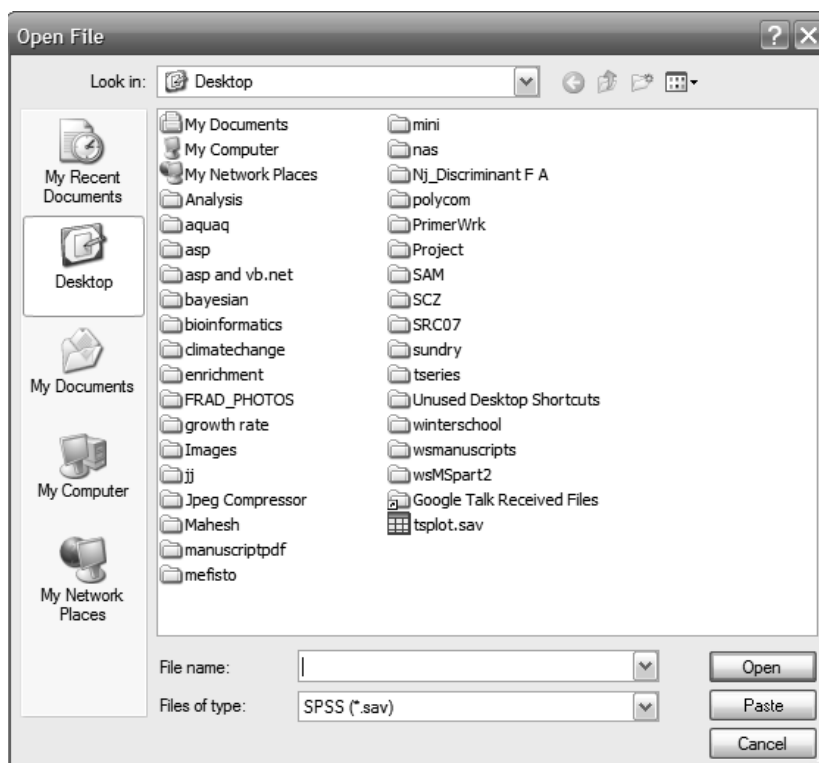 Open File
Look in:
Desktop
My Recent
Documents
Desktop
My Documents
My Computer
My Network
Places
My Documents
My Computer
My Network Places
Analysis
aquaq
asp
asp and vb.net
bayesian
bioinformatics
climatechange
enrichment
FRAD_PHOTOS
growth rate
Images
jj
Jpeg Compressor
Mahesh
manuscriptpdf
mefisto
mini
nas
Nj_Discriminant F A
polycom
PrimerWrk
Project
SAM
SCZ
SRC07
sundry
tseries
Unused Desktop Shortcuts
winterschool
wsmanuscripts
wsMSpart2
Google Talk Received Files
tsplot.sav
File name:
Open
Files of type:
SPSS (*.sav)
Paste
Cancel